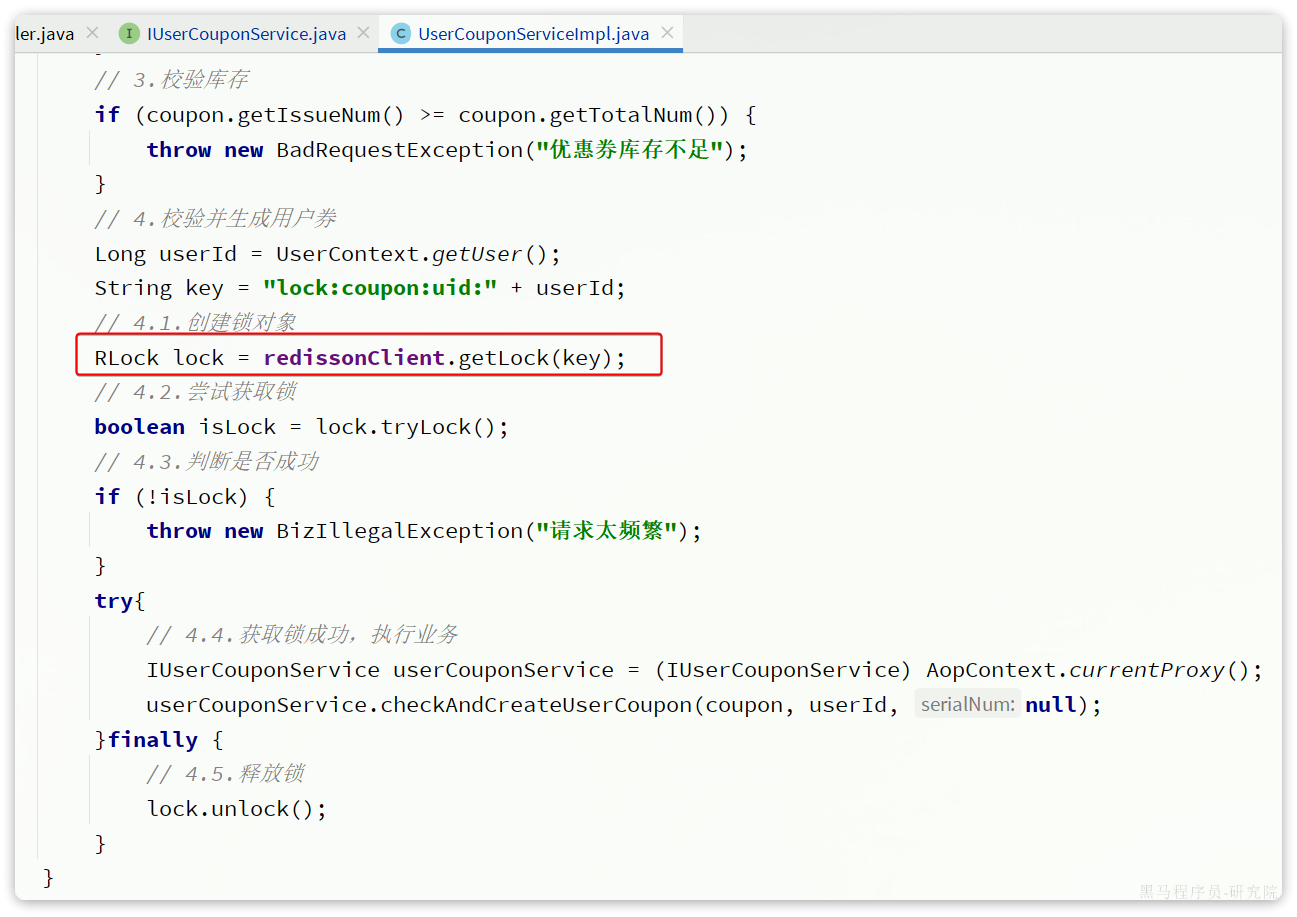 ler.java IUserCouponService.java UserCouponServiceImpl.java
// 3.校验库存
if (coupon.getIssueNum() >= coupon.getTotalNum()) {
throw new BadRequestException("优惠券库存不足");
}
// 4.校验并生成用户券
Long userId = UserContext.getUser();
String key = "lock:coupon:uid:" + userId;
// 4.1.创建锁对象
RLock lock = redissonClient.getLock(key);
// 4.2.尝试获取锁
boolean isLock = lock.tryLock();
// 4.3.判断是否成功
if (!isLock) {
throw new BizIllegalException("请求太频繁");
}
try{
// 4.4.获取锁成功，执行业务
IUserCouponService userCouponService = (IUserCouponService) AopContext.currentProxy();
userCouponService.checkAndCreateUserCoupon(coupon, userId, serialNum: null);
}finally {
// 4.5.释放锁
lock.unlock();
}
}
黑马程序员-研究院